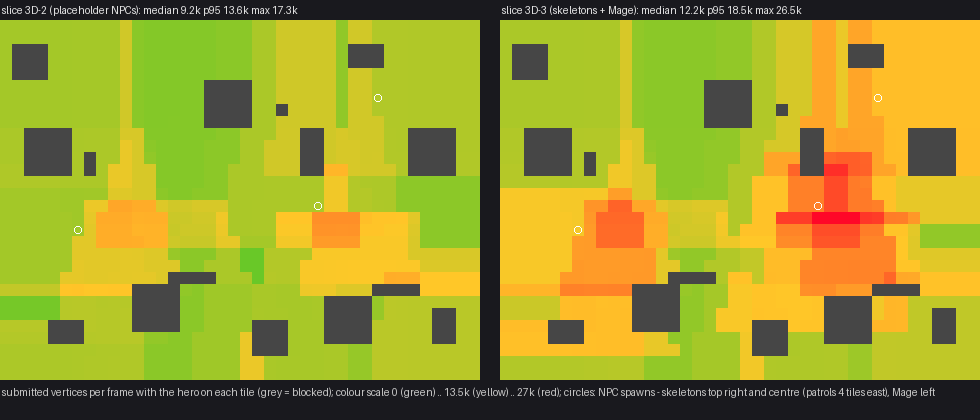 slice 3D-2 (placeholder NPCs): median 9.2k p95 13.6k max 17.3k
slice 3D-3 (skeletons + Mage): median 12.2k p95 18.5k max 26.5k
submitted vertices per frame with the hero on each tile (grey = blocked); colour scale 0 (green) .. 13.5k (yellow) .. 27k (red); circles: NPC spawns - skeletons top right and centre (patrols 4 tiles east), Mage left